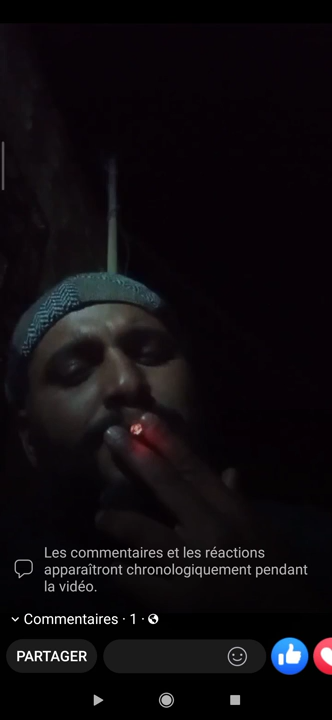 Les commentaires et les réactions
apparaîtront chronologiquement pendant
la vidéo.
Commentaires · 1 ·
PARTAGER